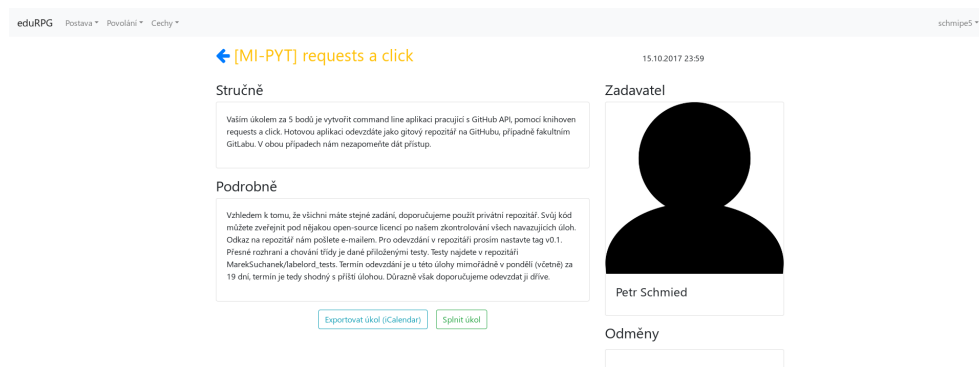 eduRPG Postava Povolání Cechy schmipe5
[MI-PYT] requests a click
15.10.2017 23:59
Stručně
Vaším úkolem za 5 bodů je vytvořit command line aplikaci pracující s GitHub API, pomocí knihoven
requests a click. Hotovou aplikaci odevzdáte jako gitový repozitář na GitHubu, případně fakultním
GitLabu. V obou případech nám nezapomeňte dát přístup.
Podrobně
Vzhledem k tomu, že všichni máte stejné zadání, doporučujeme použít privátní repozitář. Svůj kód
můžete zveřejnit pod nějakou open-source licencí po našem zkontrolování všech navazujících úloh.
Odkaz na repozitář nám pošlete e-mailem. Pro odevzdání v repozitáři prosím nastavte tag v0.1.
Přesné rozhraní a chování třídy je dané přiloženými testy. Testy najdete v repozitáři
MarekSuchanek/labelord_tests. Termín odevzdání je u této úlohy mimořádně v pondělí (včetně) za
19 dní, termín je tedy shodný s příští úlohou. Důrazně však doporučujeme odevzdat ji dříve.
Exportovat úkol (iCalendar) Splnit úkol
Zadavatel
Petr Schmied
Odměny